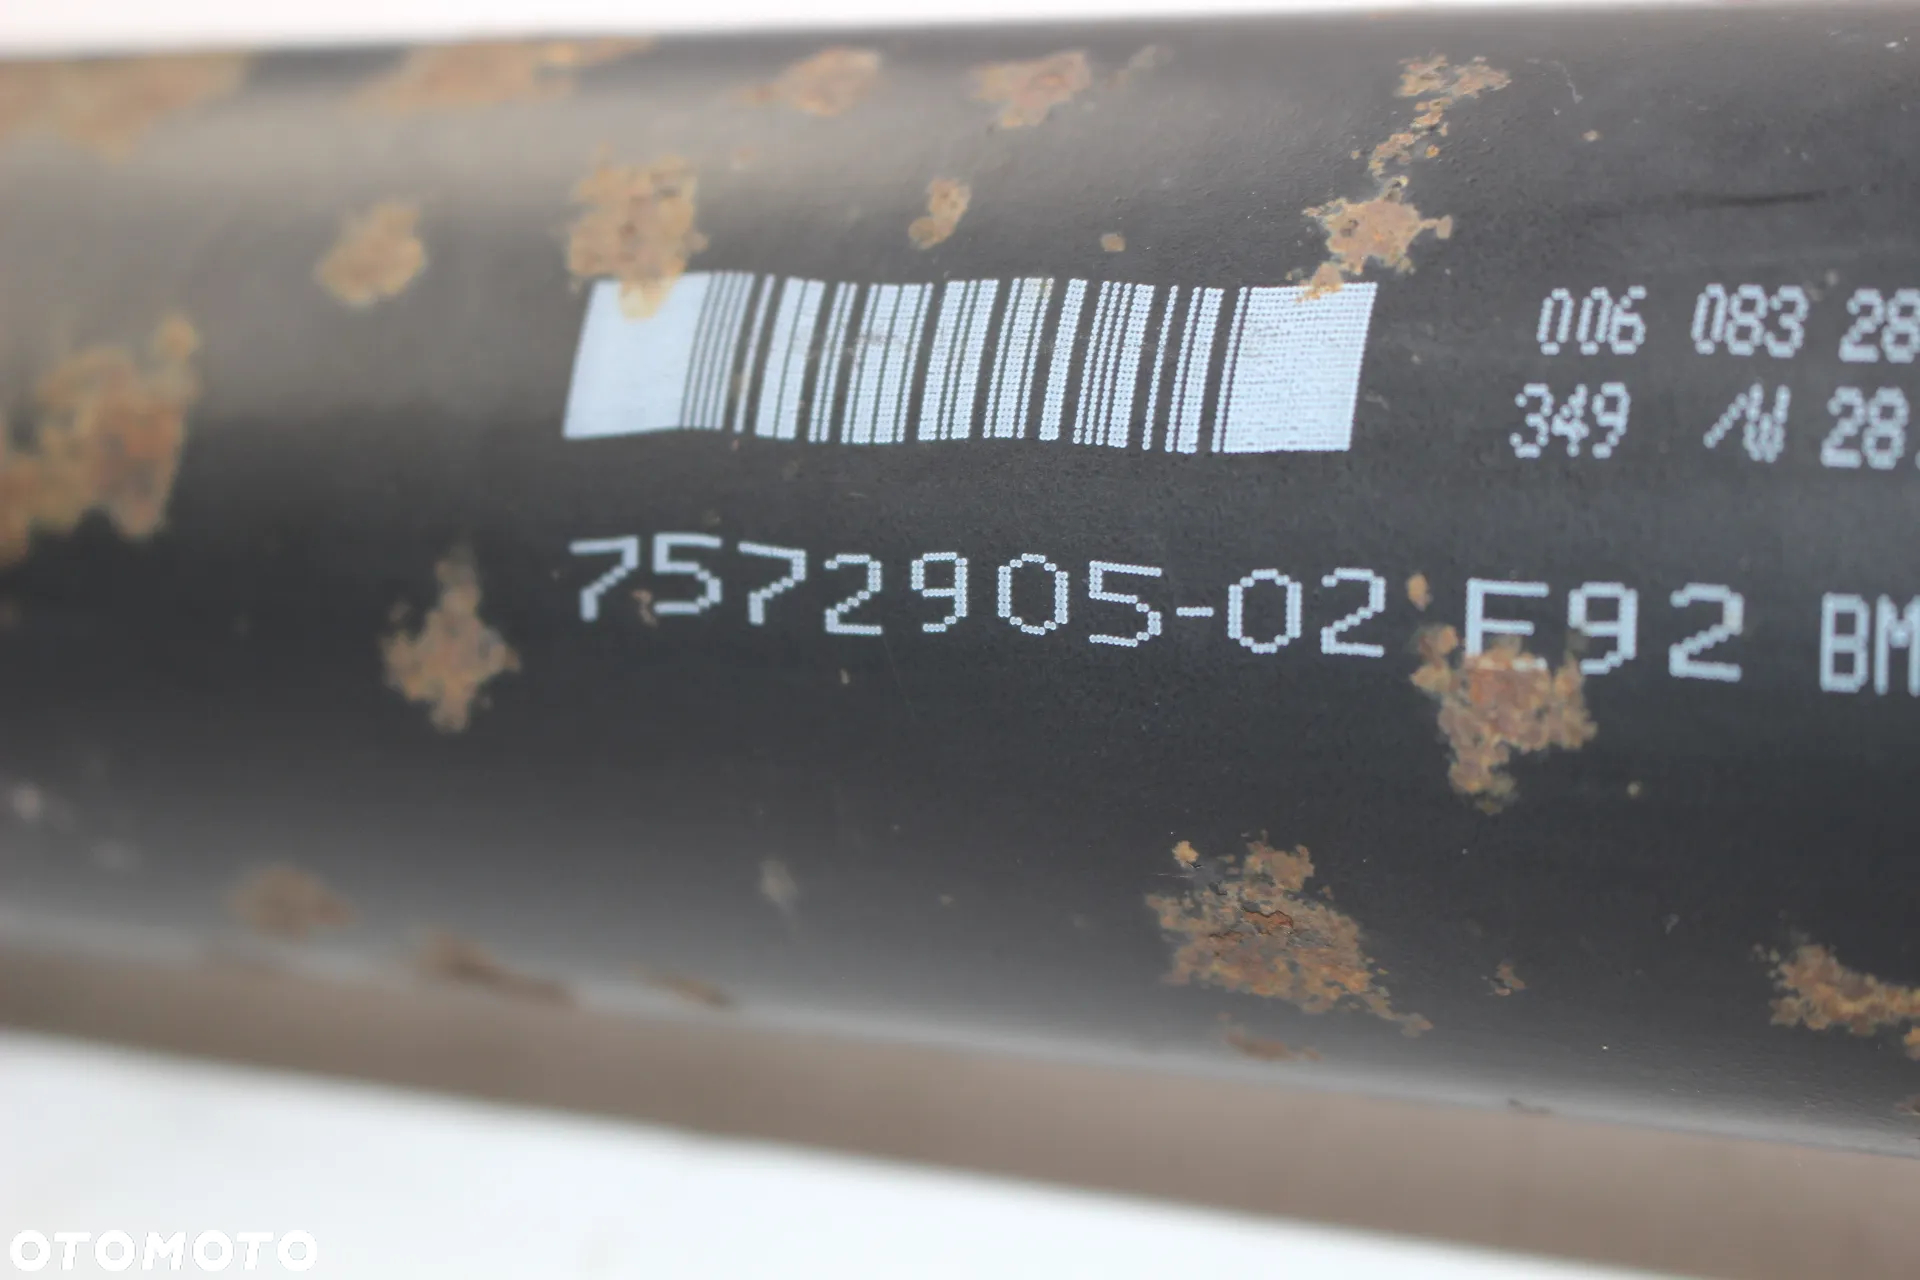 006 083 28
349 /W 28.
7572905-02 E92 BM
OTOMOTO